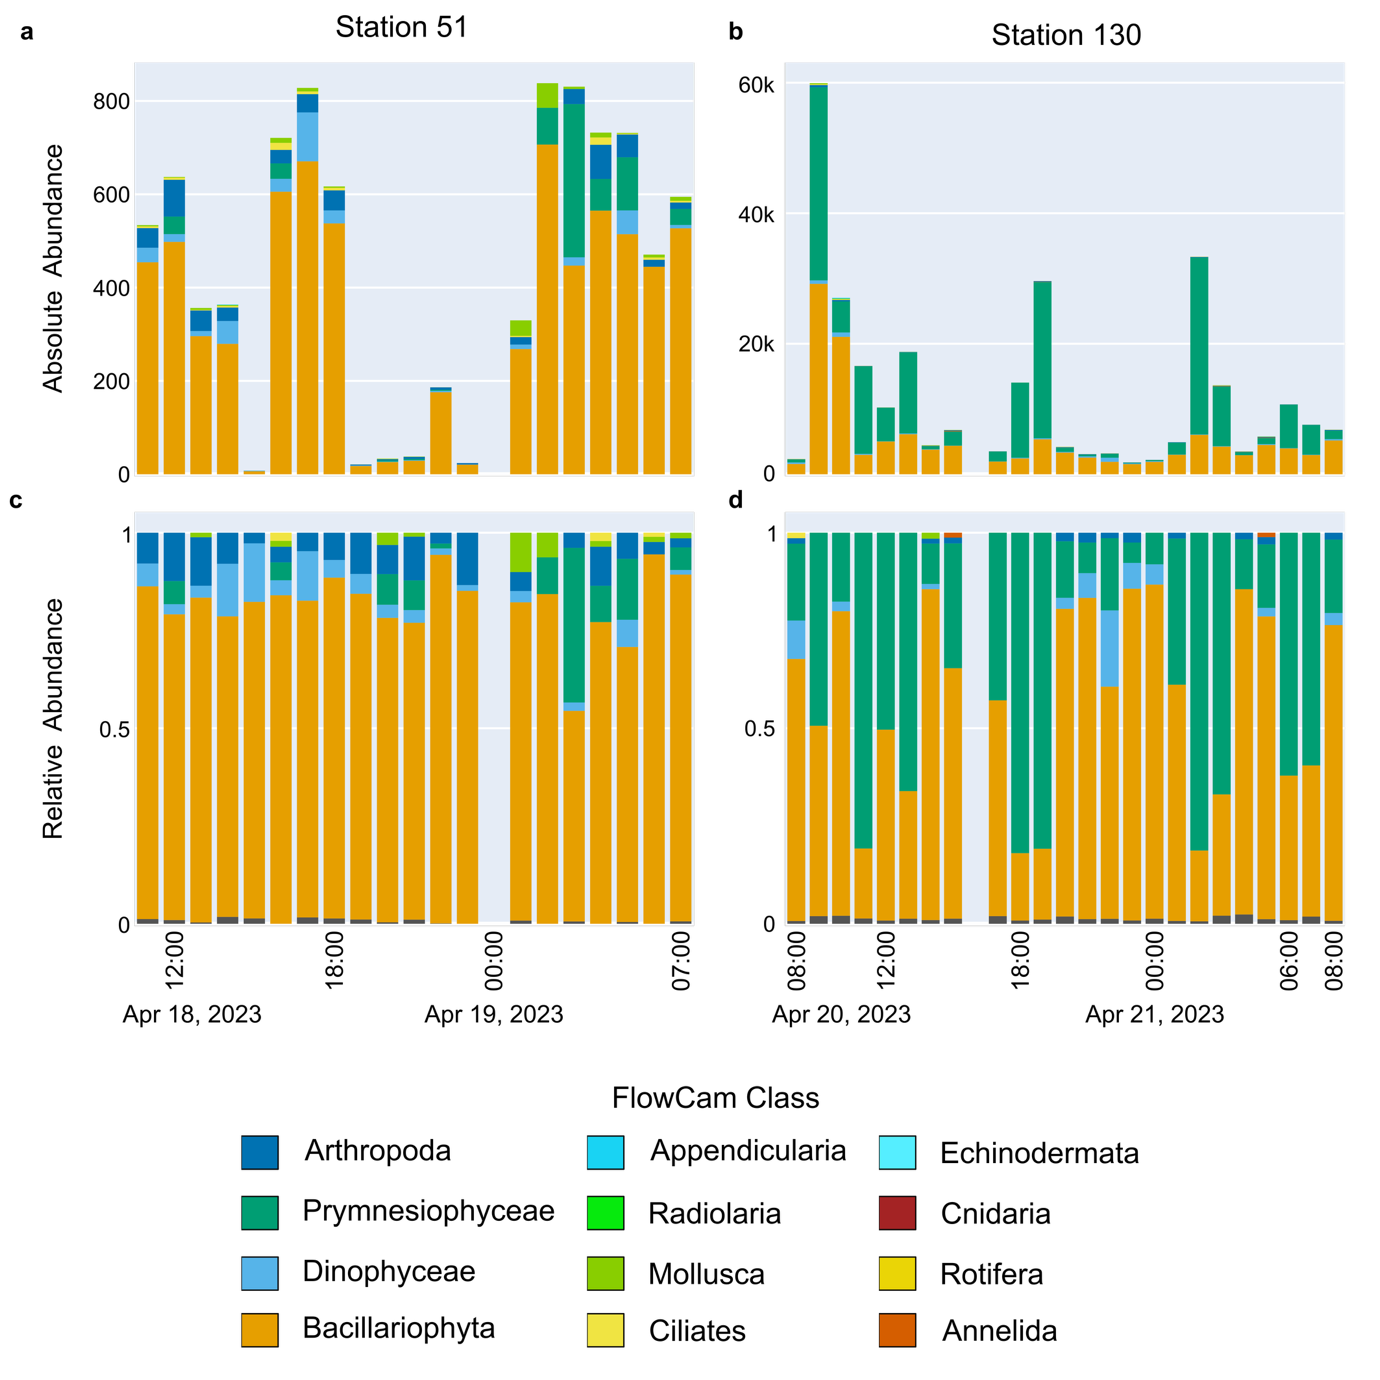 a
Station 51
b
Station 130
Absolute Abundance
800
600
400
200
0
60k
40k
20k
0
c
d
Relative Abundance
1
0.5
0
1
0.5
0
12:00
18:00
00:00
07:00
08:00
12:00
18:00
00:00
06:00
08:00
Apr 18, 2023
Apr 19, 2023
Apr 20, 2023
Apr 21, 2023
FlowCam Class
Arthropoda
Appendicularia
Echinodermata
Prymnesiophyceae
Radiolaria
Cnidaria
Dinophyceae
Mollusca
Rotifera
Bacillariophyta
Ciliates
Annelida